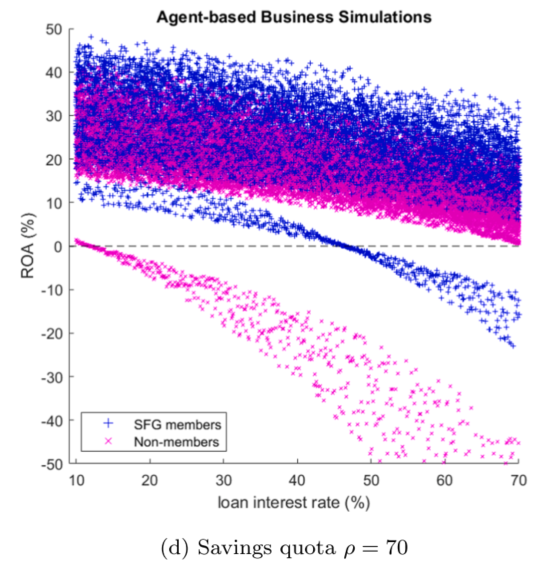 Agent-based Business Simulations
50
40
30
20
10
0
-10
-20
-30
-40
-50
ROA (%)
SFG members
Non-members
10 20 30 40 50 60 70
loan interest rate (%)
(d) Savings quota ρ = 70